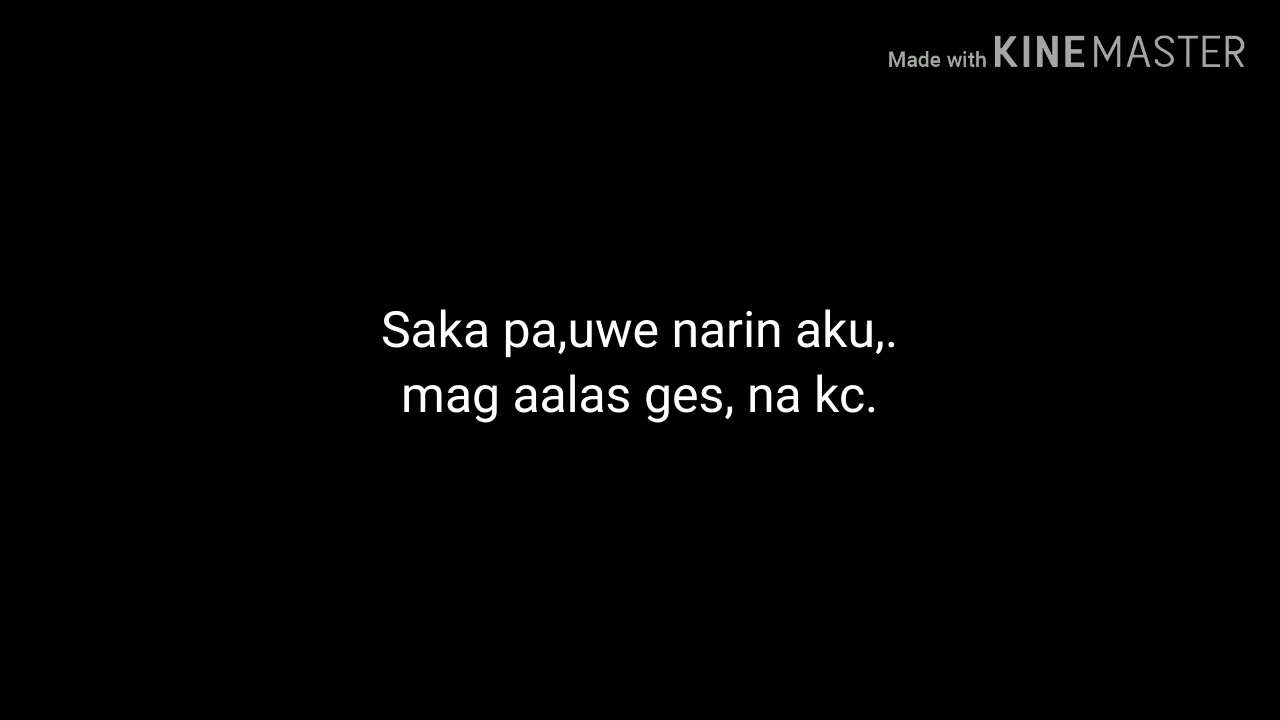 Made with KINEMASTER
Saka pa,uwe narin aku,.
mag aalas ges, na kc.